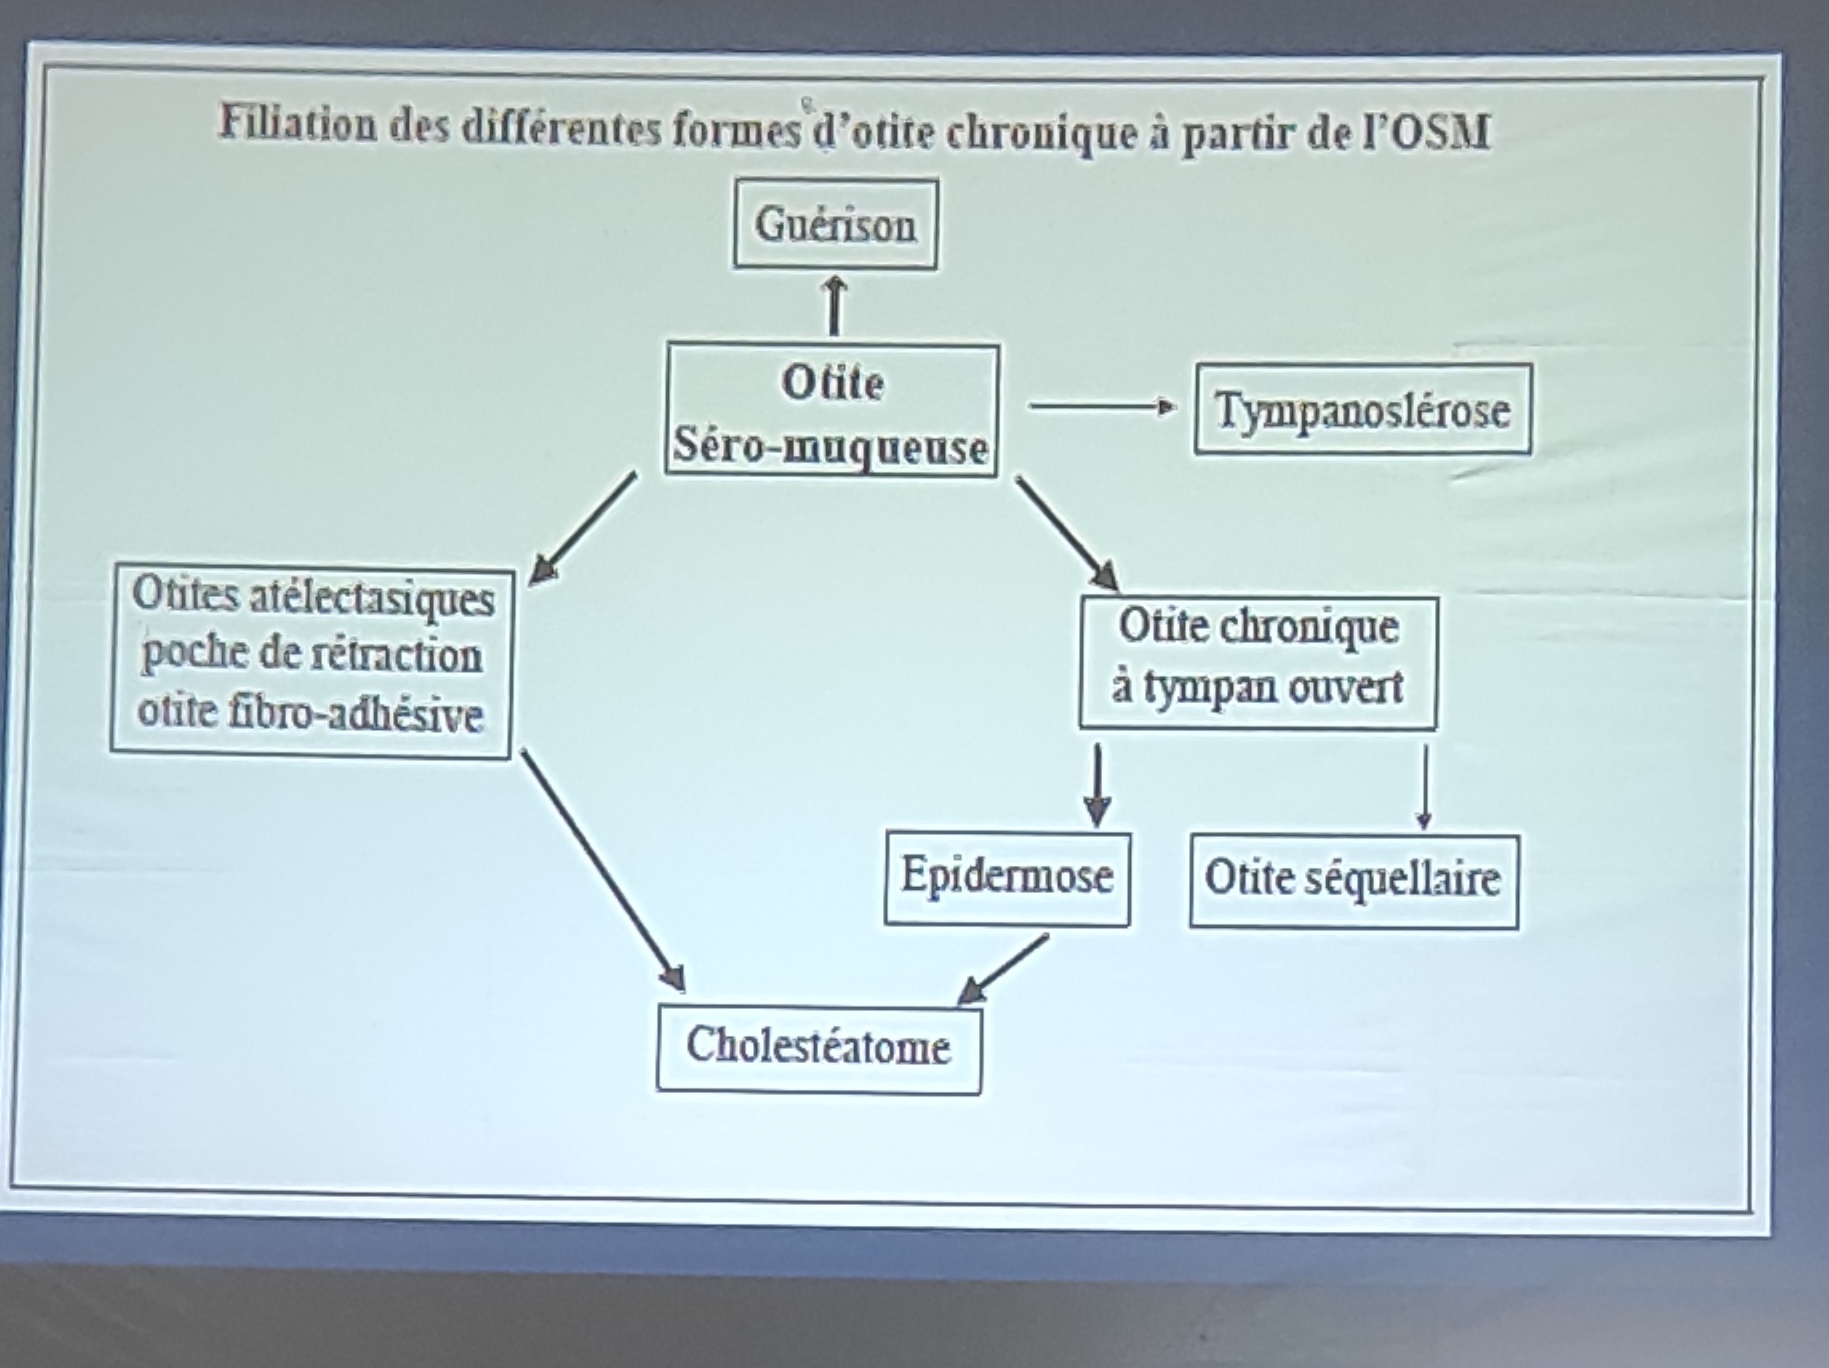 Filiation des différentes formes d'otite chronique à partir de l'OSM
Guérison
Otite
Séro-muqueuse
Tympanoslérose
Otites atélectasiques
poche de rétraction
otite fibro-adhésive
Otite chronique
à tympan ouvert
Epidermose
Otite séquellaire
Cholestéatome